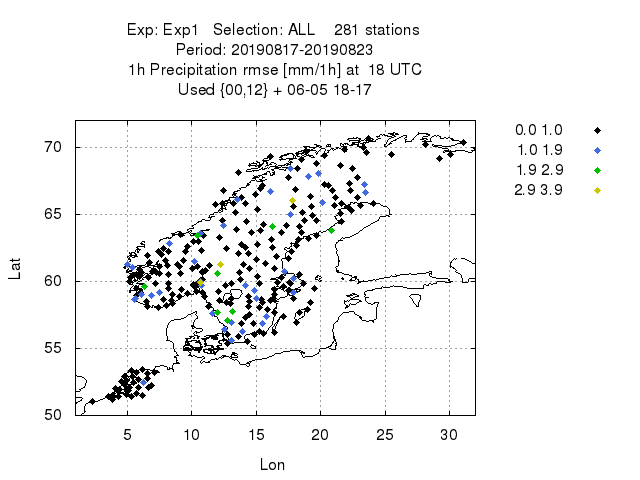 Exp: Exp1   Selection: ALL    281 stations
Period: 20190817-20190823
1h Precipitation rmse [mm/1h] at  18 UTC
Used {00,12} + 06-05 18-17
0.0 1.0
1.0 1.9
1.9 2.9
2.9 3.9
70
65
60
55
50
Lat
5 10 15 20 25 30
Lon